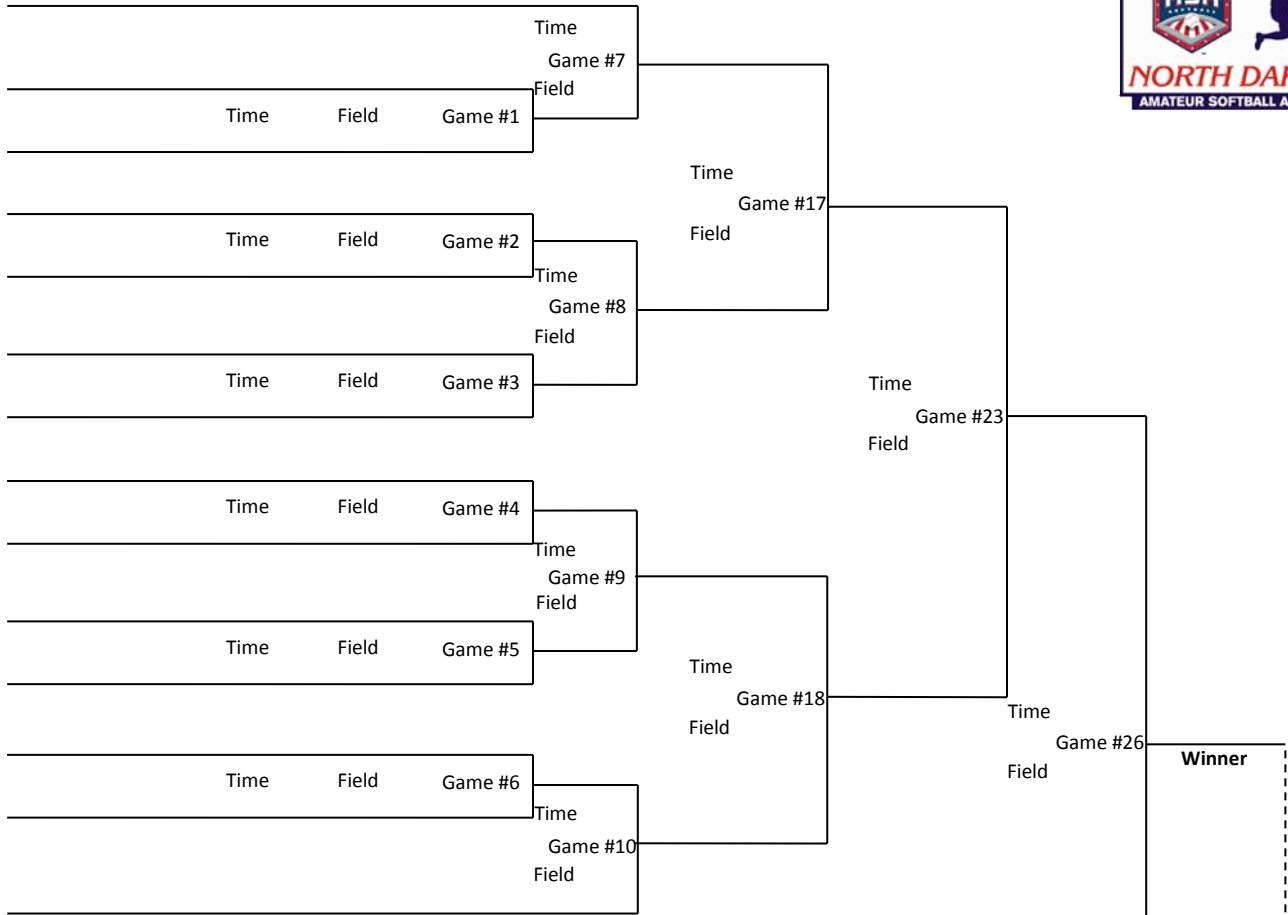 Time
Game #7
Field
NORTH
AMATEUR SOFTBALL
Time Field Game #1
Time
Game #17
Field
Time Field Game #2
Time
Game #8
Field
Time Field Game #3
Time
Game #23
Field
Time Field Game #4
Time
Game #9
Field
Time Field Game #5
Time
Game #18
Field
Time
Game #26
Field
Winner
Time Field Game #6
Time
Game #10
Field